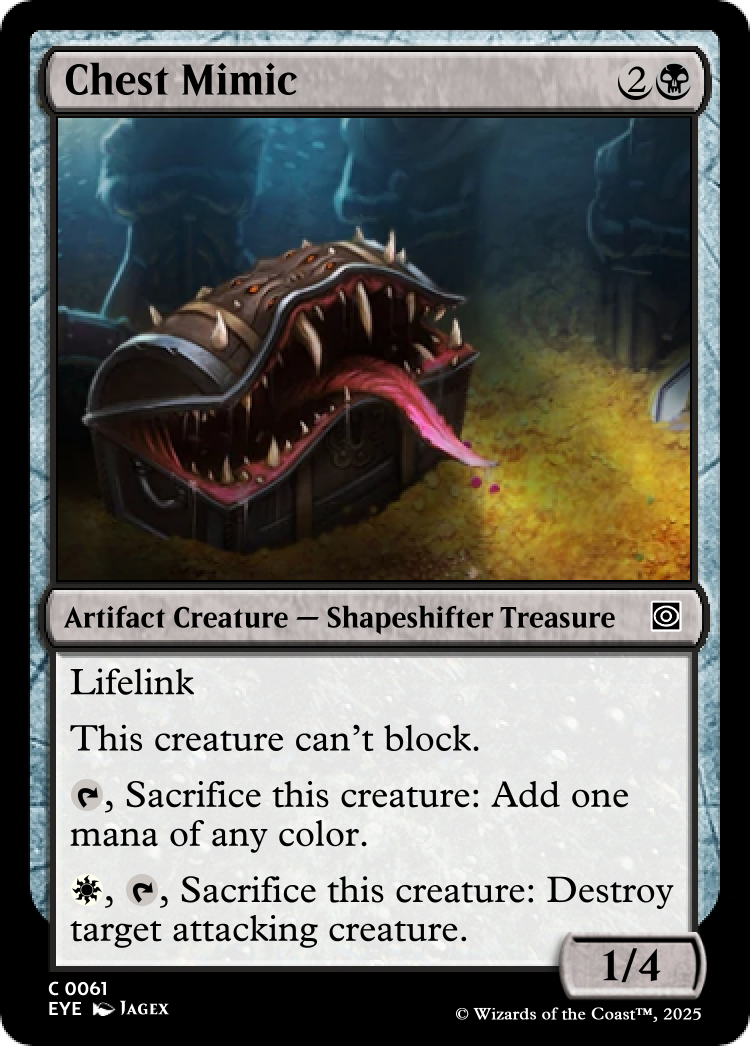 Chest Mimic 2
Artifact Creature — Shapeshifter Treasure
Lifelink
This creature can't block.
, Sacrifice this creature: Add one
mana of any color.
, , Sacrifice this creature: Destroy
target attacking creature.
1/4
C 0061
EYE Jagex
© Wizards of the Coast™, 2025